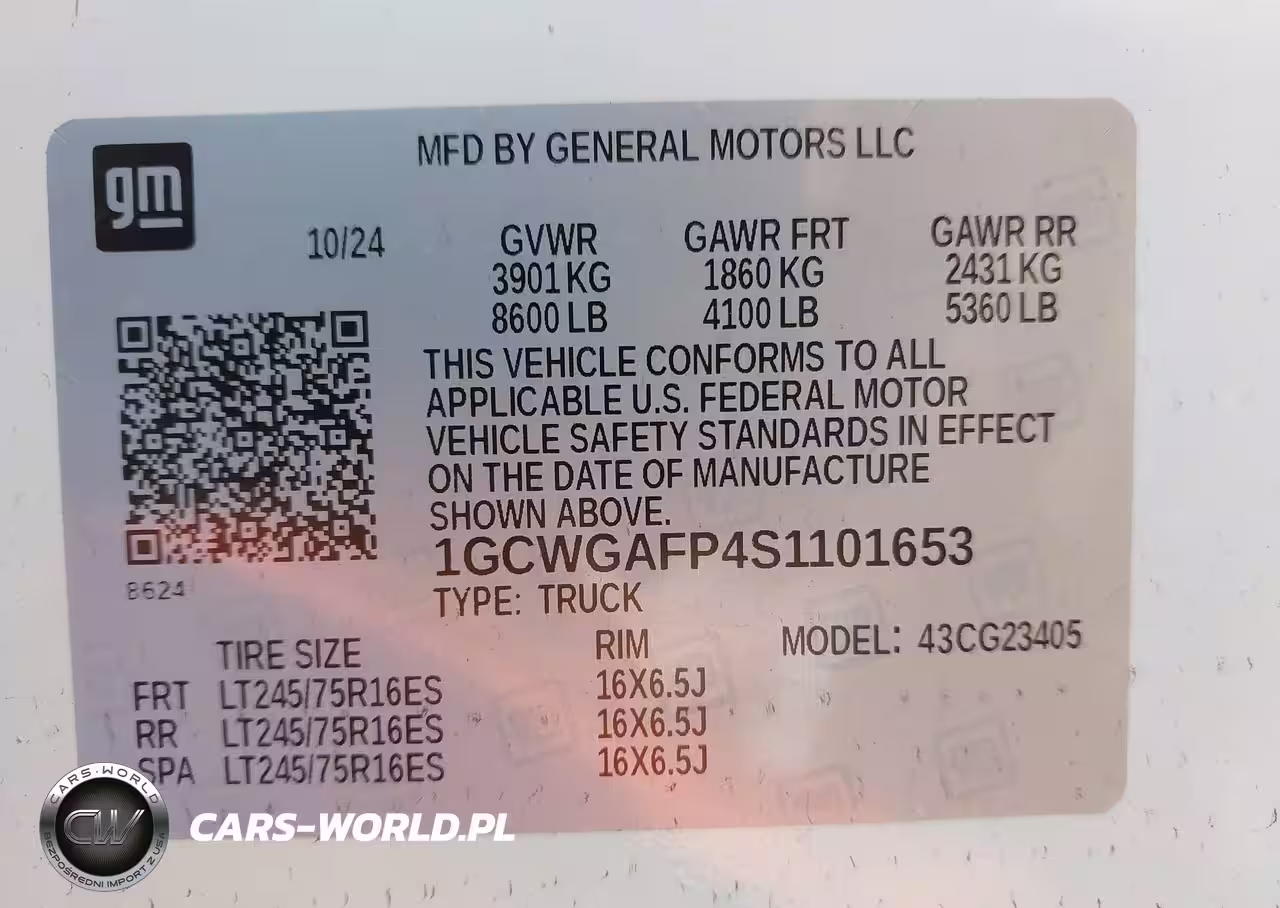 MFD BY GENERAL MOTORS LLC
gm
10/24
GVWR GAWR FRT GAWR RR
3901 KG 1860 KG 2431 KG
8600 LB 4100 LB 5360 LB
THIS VEHICLE CONFORMS TO ALL
APPLICABLE U.S. FEDERAL MOTOR
VEHICLE SAFETY STANDARDS IN EFFECT
ON THE DATE OF MANUFACTURE
SHOWN ABOVE.
1GCWGAFP4S1101653
8624
TYPE: TRUCK
TIRE SIZE RIM MODEL: 43CG23405
FRT LT245/75R16ES 16X6.5J
RR LT245/75R16ES 16X6.5J
SPA LT245/75R16ES 16X6.5J
CARS-WORLD
CW
BEZPOŚREDNI IMPORT Z USA
CARS-WORLD.PL